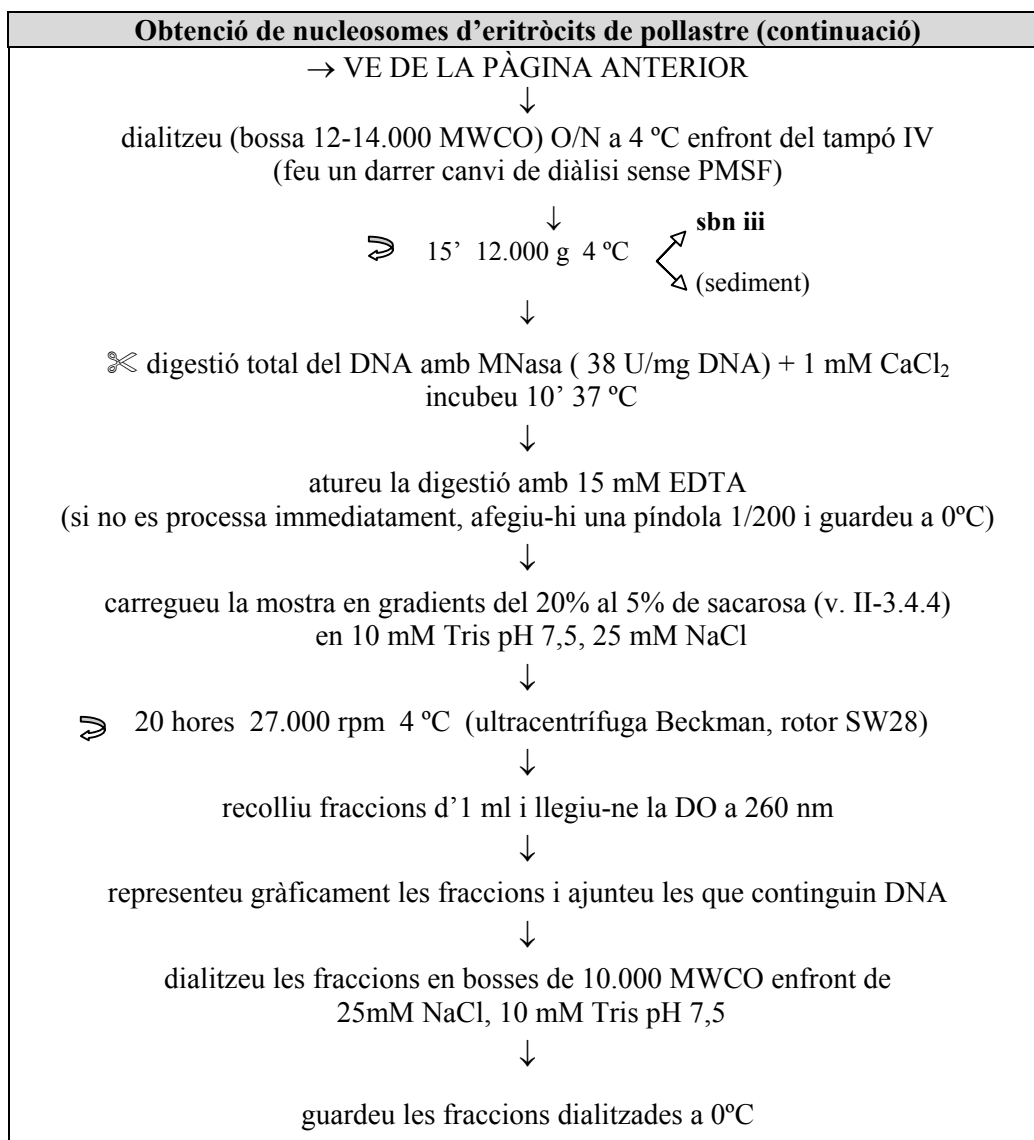 Obtenció de nucleosomes d'eritròcits de pollastre (continuació)
→ VE DE LA PÀGINA ANTERIOR
↓
dialitzeu (bossa 12-14.000 MWCO) O/N a 4 ºC enfront del tampó IV
(feu un darrer canvi de diàlisi sense PMSF)
↓
sbn iii
15' 12.000 g 4 ºC
(sediment)
↓
✂ digestió total del DNA amb MNasa ( 38 U/mg DNA) + 1 mM CaCl₂
incubeu 10' 37 ºC
↓
atureu la digestió amb 15 mM EDTA
(si no es processa immediatament, afegiu-hi una píndola 1/200 i guardeu a 0ºC)
↓
carregueu la mostra en gradients del 20% al 5% de sacarosa (v. II-3.4.4)
en 10 mM Tris pH 7,5, 25 mM NaCl
↓
20 hores 27.000 rpm 4 ºC (ultracentrífuga Beckman, rotor SW28)
↓
recolliu fraccions d'1 ml i llegiu-ne la DO a 260 nm
↓
representeu gràficament les fraccions i ajunteu les que continguin DNA
↓
dialitzeu les fraccions en bosses de 10.000 MWCO enfront de
25mM NaCl, 10 mM Tris pH 7,5
↓
guardeu les fraccions dialitzades a 0ºC